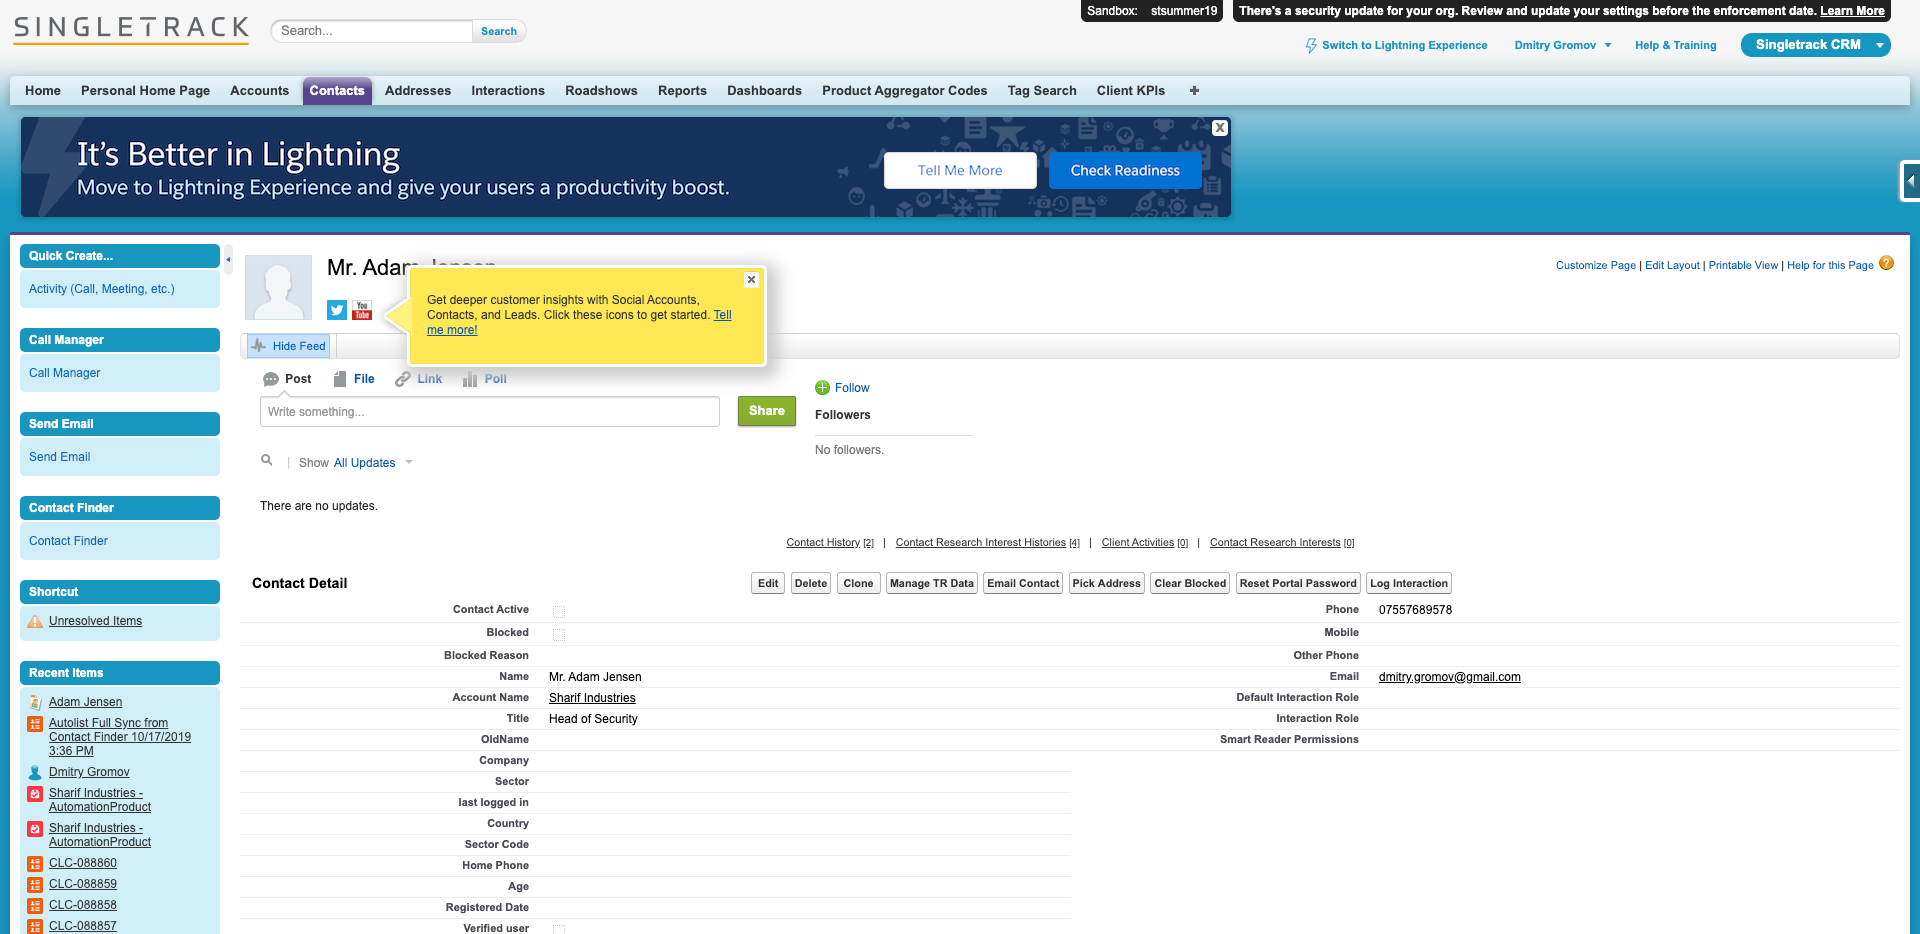 Sandbox: stsummer19
There's a security update for your org. Review and update your settings before the enforcement date. Learn More
SINGLETRACK
Search...
Search
Switch to Lightning Experience
Dmitry Gromov
Help & Training
Singletrack CRM
Home
Personal Home Page
Accounts
Contacts
Addresses
Interactions
Roadshows
Reports
Dashboards
Product Aggregator Codes
Tag Search
Client KPIs
It's Better in Lightning
Move to Lightning Experience and give your users a productivity boost.
Tell Me More
Check Readiness
Quick Create...
Activity (Call, Meeting, etc.)
Call Manager
Call Manager
Send Email
Send Email
Contact Finder
Contact Finder
Shortcut
Unresolved Items
Recent Items
Adam Jensen
Autolist Full Sync from
Contact Finder 10/17/2019
3:36 PM
Dmitry Gromov
Sharif Industries -
AutomationProduct
Sharif Industries -
AutomationProduct
CLC-088860
CLC-088859
CLC-088858
CLC-088857
Mr. Adam Jensen
Customize Page | Edit Layout | Printable View | Help for this Page
You
Tube
Get deeper customer insights with Social Accounts,
Contacts, and Leads. Click these icons to get started. Tell
me more!
Hide Feed
Post
File
Link
Poll
Write something...
Share
Follow
Followers
No followers.
Show All Updates
There are no updates.
Contact History [2] | Contact Research Interest Histories [4] | Client Activities [0] | Contact Research Interests [0]
Contact Detail
Edit
Delete
Clone
Manage TR Data
Email Contact
Pick Address
Clear Blocked
Reset Portal Password
Log Interaction
Contact Active
Phone 07557689578
Blocked
Mobile
Blocked Reason
Other Phone
Name Mr. Adam Jensen
Email dmitry.gromov@gmail.com
Account Name Sharif Industries
Default Interaction Role
Title Head of Security
Interaction Role
OldName
Smart Reader Permissions
Company
Sector
last logged in
Country
Sector Code
Home Phone
Age
Registered Date
Verified user